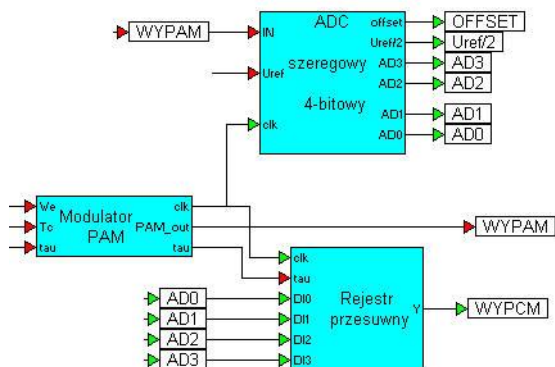 WYPAM
IN
ADC
offset
OFFSET
Uref/2
Uref/2
Uref
szeregowy
AD3
AD3
AD2
AD2
4-bitowy
clk
AD1
AD1
AD0
AD0
We
Modulator
clk
Tc
PAM
PAM_out
WYPAM
tau
tau
clk
tau
AD0
DI0
Rejestr
AD1
DI1
przesuwny
Y
WYPCM
AD2
DI2
AD3
DI3